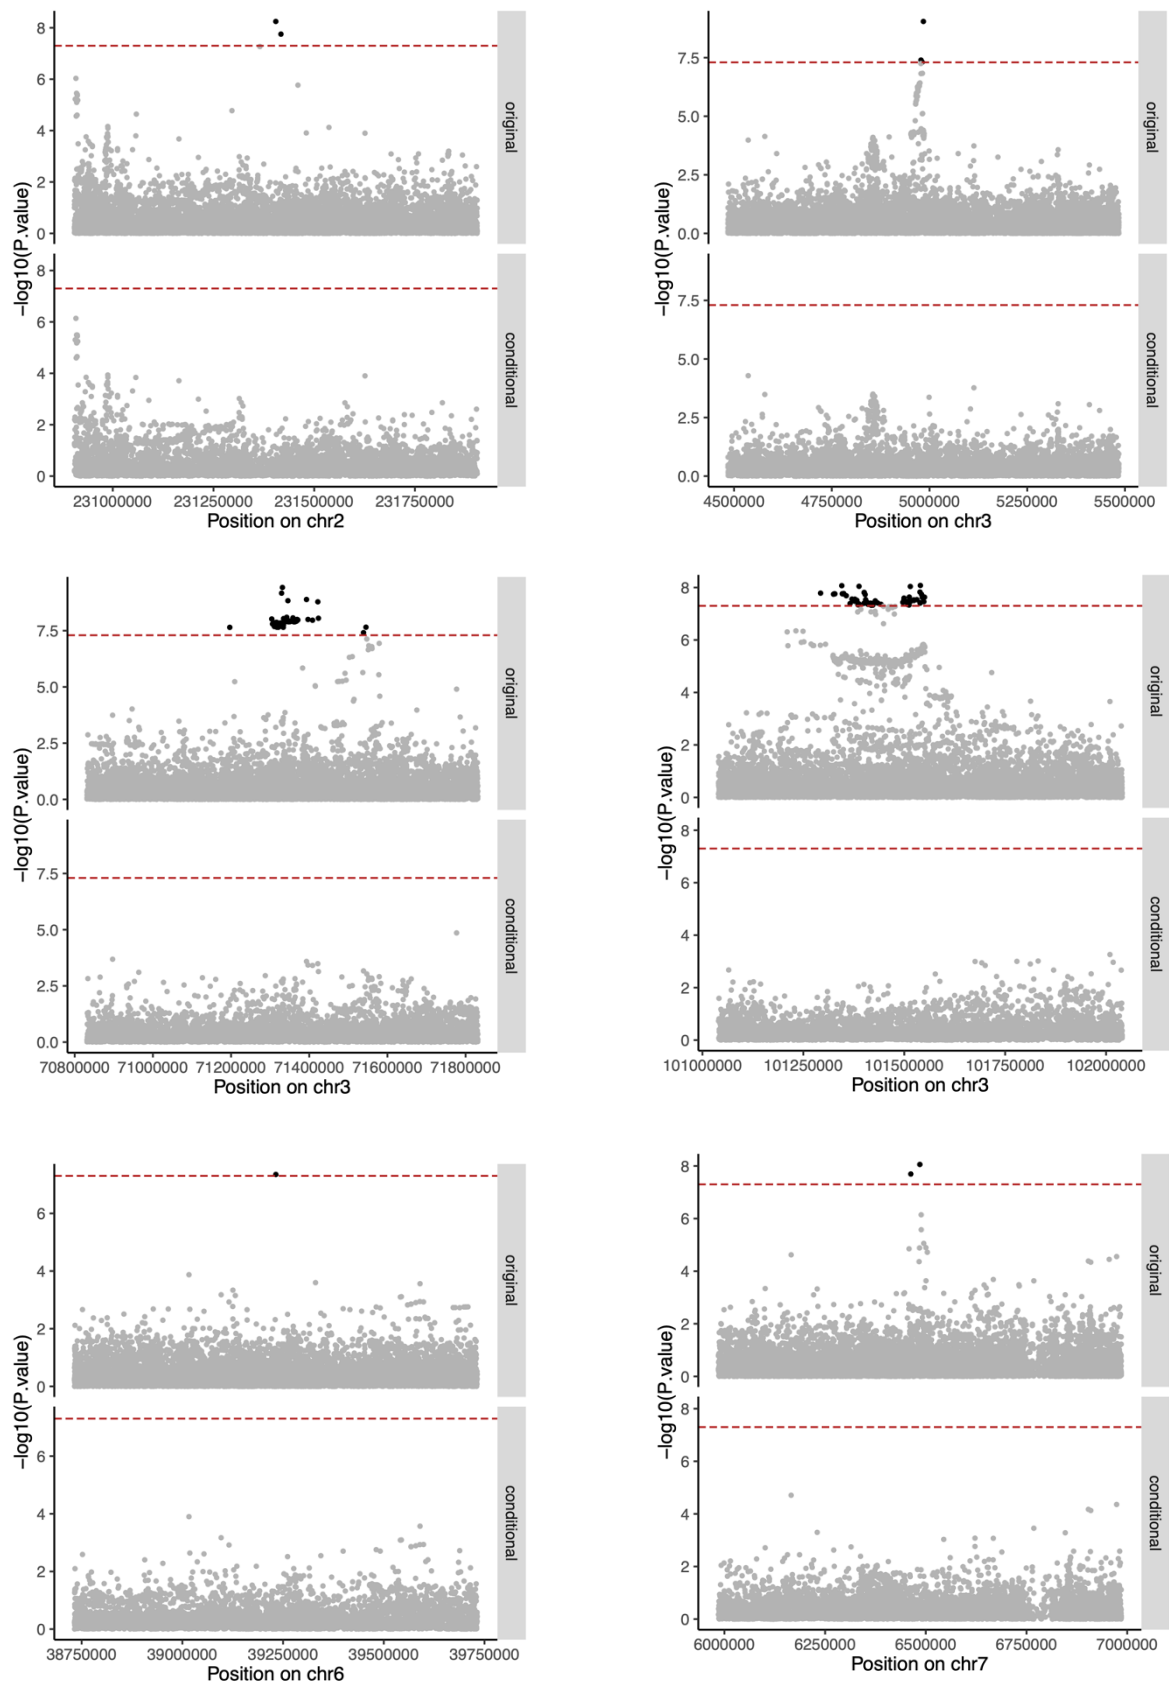 8
6
4
2
0
original
−log10(P.value)
8
6
4
2
0
conditional
231000000 231250000 231500000 231750000
Position on chr2
7.5
5.0
2.5
0.0
original
−log10(P.value)
7.5
5.0
2.5
0.0
conditional
4500000 4750000 5000000 5250000 5500000
Position on chr3
7.5
5.0
2.5
0.0
original
−log10(P.value)
7.5
5.0
2.5
0.0
conditional
70800000 71000000 71200000 71400000 71600000 71800000
Position on chr3
8
6
4
2
0
original
−log10(P.value)
8
6
4
2
0
conditional
101000000 101250000 101500000 101750000 102000000
Position on chr3
6
4
2
0
original
−log10(P.value)
6
4
2
0
conditional
38750000 39000000 39250000 39500000 39750000
Position on chr6
8
6
4
2
0
original
−log10(P.value)
8
6
4
2
0
conditional
6000000 6250000 6500000 6750000 7000000
Position on chr7